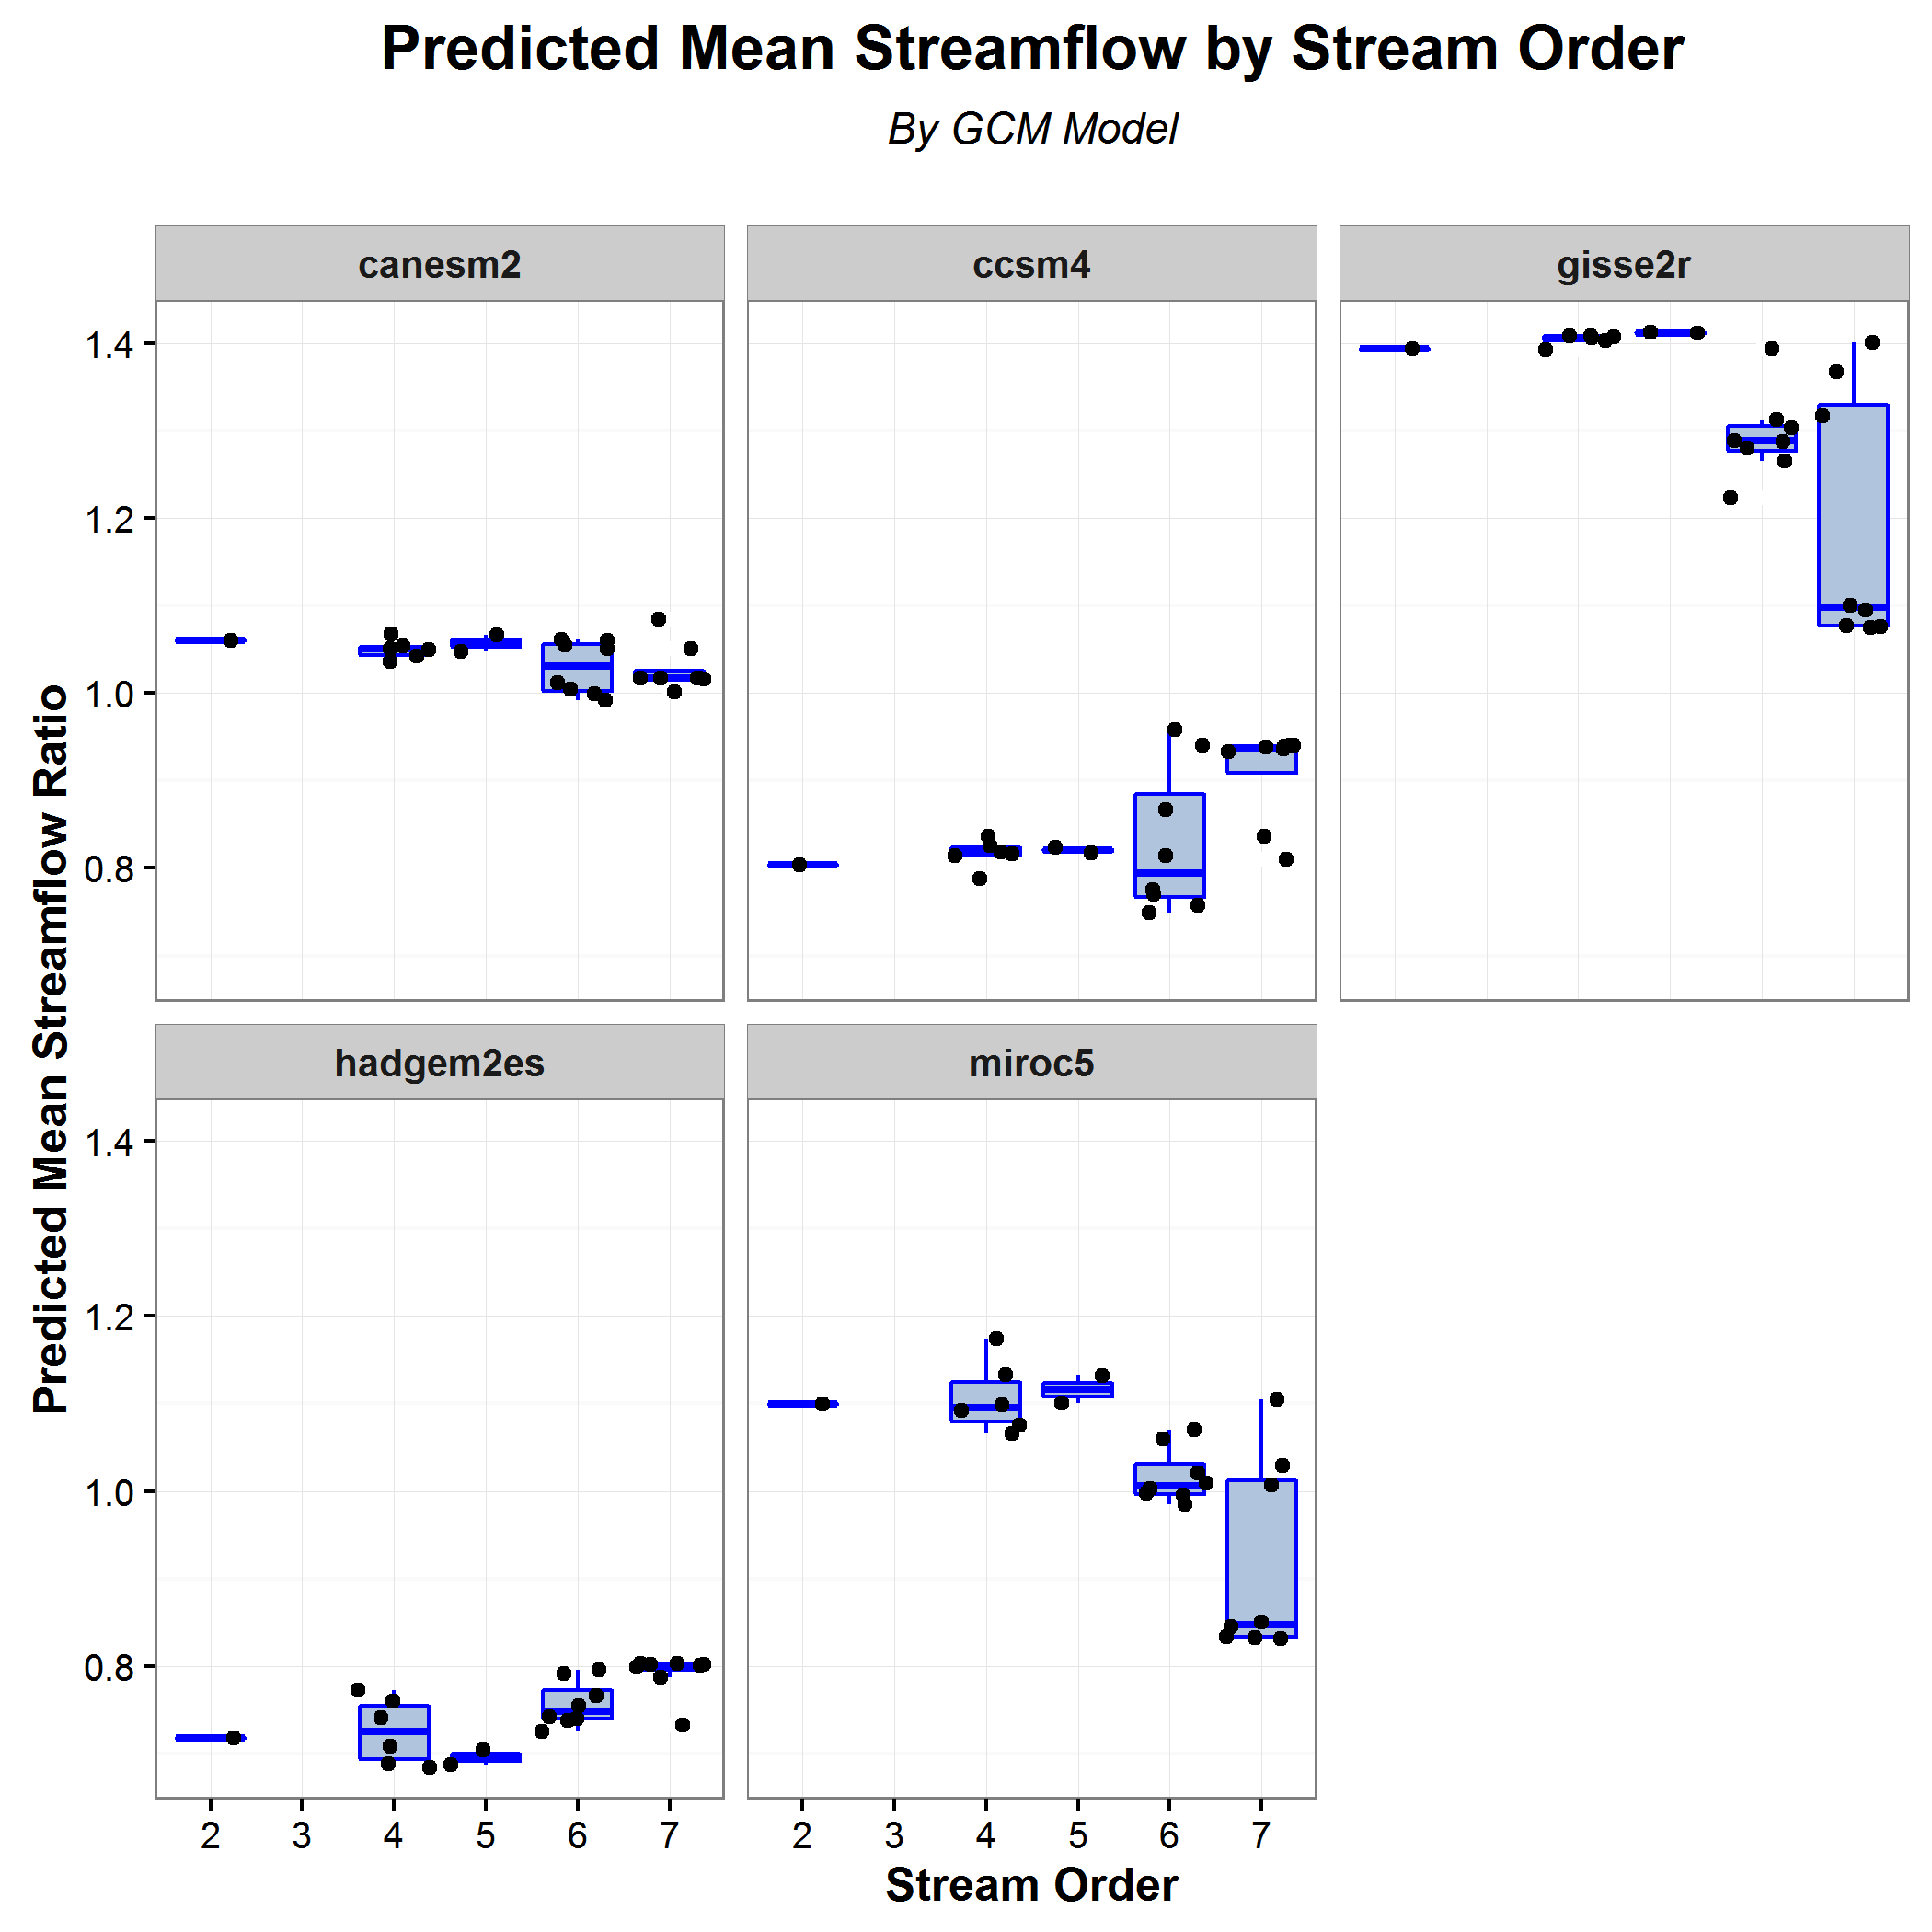 Predicted Mean Streamflow by Stream Order
By GCM Model
canesm2
ccsm4
gisse2r
1.4
1.2
1.0
0.8
Predicted Mean Streamflow Ratio
hadgem2es
miroc5
1.4
1.2
1.0
0.8
2 3 4 5 6 7
2 3 4 5 6 7
Stream Order